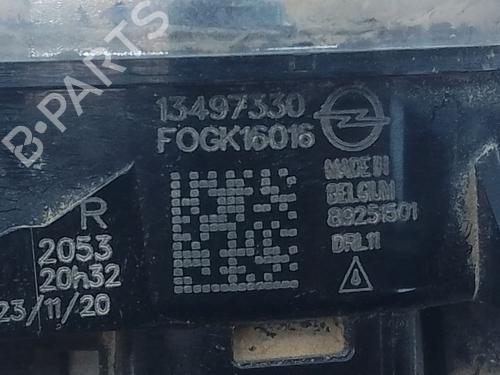 B-PARTS
13497330
FOGK16016
MADE IN
BELGIUM
89251501
DRL11
R
2053
20h32
23/11/20